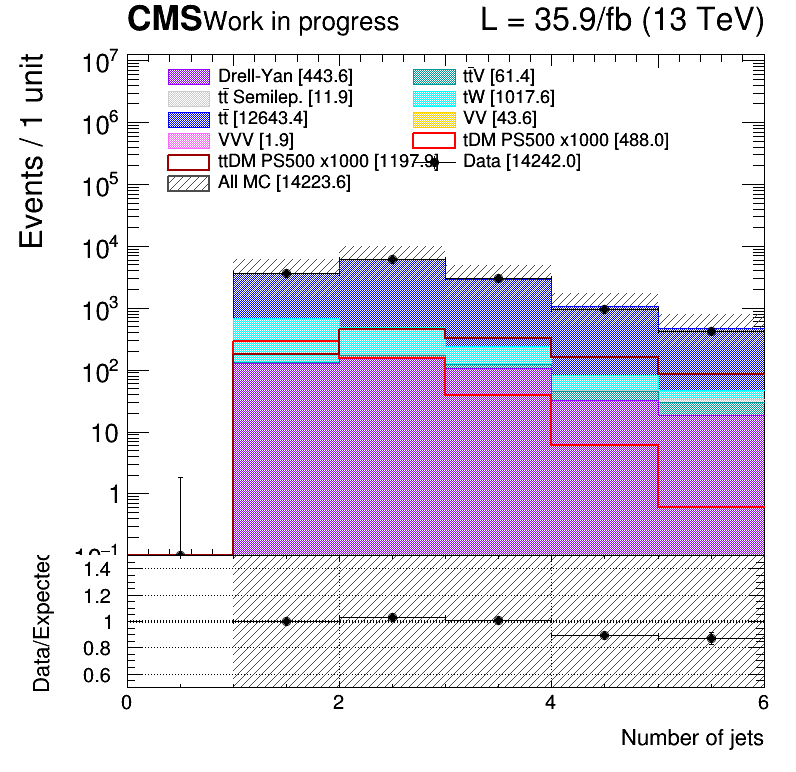 CMS Work in progress L = 35.9/fb (13 TeV)
Events / 1 unit
10⁷
10⁶
10⁵
10⁴
10³
10²
10
1
10⁻¹
Drell-Yan [443.6] tt̄V [61.4]
tt̄ Semilep. [11.9] tW [1017.6]
tt̄ [12643.4] VV [43.6]
VVV [1.9] tDM PS500 x1000 [488.0]
ttDM PS500 x1000 [1197.9] Data [14242.0]
All MC [14223.6]
Data/Expected
1.4
1.2
1
0.8
0.6
0 2 4 6
Number of jets